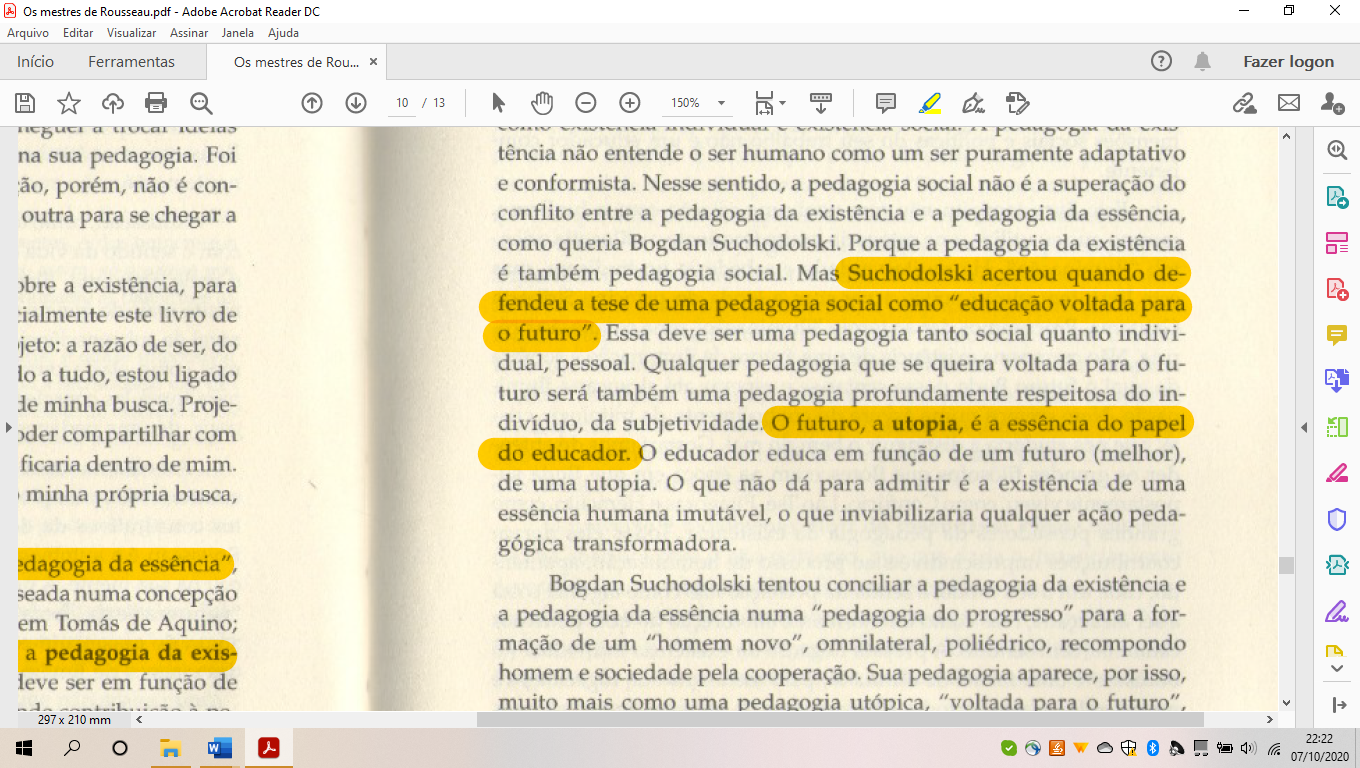 Os mestres de Rousseau.pdf - Adobe Acrobat Reader DC
Arquivo Editar Visualizar Assinar Janela Ajuda
Início Ferramentas Os mestres de Rou... × Fazer logon
10 / 13 150%
heguei a trocar ideias
na sua pedagogia. Foi
ção, porém, não é con-
outra para se chegar a
obre a existência, para
cialmente este livro de
jeto: a razão de ser, do
do a tudo, estou ligado
de minha busca. Proje-
oder compartilhar com
ficaria dentro de mim.
minha própria busca,
edagogia da essência",
seada numa concepção
em Tomás de Aquino;
a pedagogia da exis-
deve ser em função de
como existência individual e existência social. A pedagogia da exis-
tência não entende o ser humano como um ser puramente adaptativo
e conformista. Nesse sentido, a pedagogia social não é a superação do
conflito entre a pedagogia da existência e a pedagogia da essência,
como queria Bogdan Suchodolski. Porque a pedagogia da existência
é também pedagogia social. Mas Suchodolski acertou quando de-
fendeu a tese de uma pedagogia social como "educação voltada para
o futuro". Essa deve ser uma pedagogia tanto social quanto indivi-
dual, pessoal. Qualquer pedagogia que se queira voltada para o fu-
turo será também uma pedagogia profundamente respeitosa do in-
divíduo, da subjetividade. O futuro, a utopia, é a essência do papel
do educador. O educador educa em função de um futuro (melhor),
de uma utopia. O que não dá para admitir é a existência de uma
essência humana imutável, o que inviabilizaria qualquer ação peda-
gógica transformadora.
Bogdan Suchodolski tentou conciliar a pedagogia da existência e
a pedagogia da essência numa "pedagogia do progresso" para a for-
mação de um "homem novo", omnilateral, poliédrico, recompondo
homem e sociedade pela cooperação. Sua pedagogia aparece, por isso,
muito mais como uma pedagogia utópica, "voltada para o futuro",
297 x 210 mm
22:22
07/10/2020